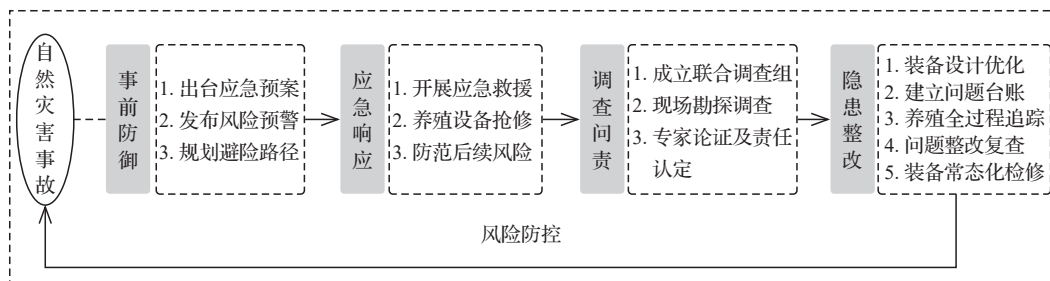 自然灾害事故
事前防御
1. 出台应急预案
2. 发布风险预警
3. 规划避险路径
应急响应
1. 开展应急救援
2. 养殖设备抢修
3. 防范后续风险
调查问责
1. 成立联合调查组
2. 现场勘探调查
3. 专家论证及责任
认定
隐患整改
1. 装备设计优化
2. 建立问题台账
3. 养殖全过程追踪
4. 问题整改复查
5. 装备常态化检修
风险防控